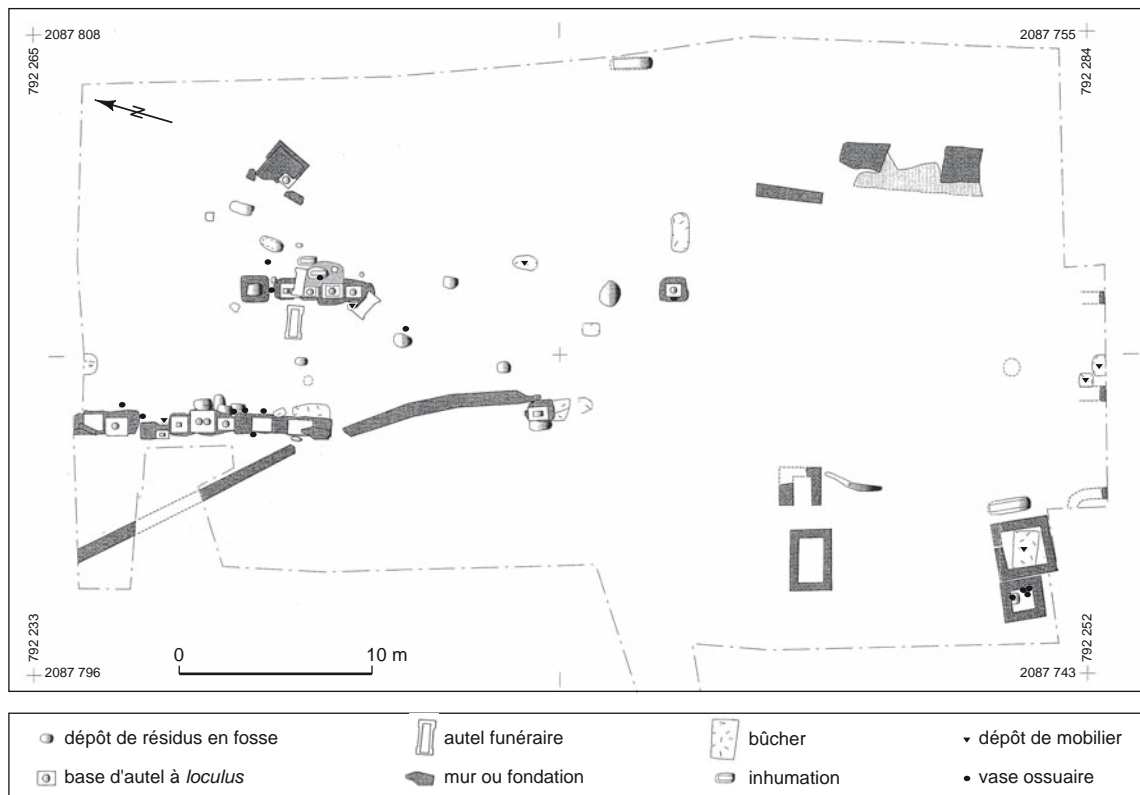 2087 808
2087 755
792 265
792 284
N
792 233
792 252
0 10 m
2087 796
2087 743
dépôt de résidus en fosse
autel funéraire
bûcher
dépôt de mobilier
base d'autel à loculus
mur ou fondation
inhumation
vase ossuaire